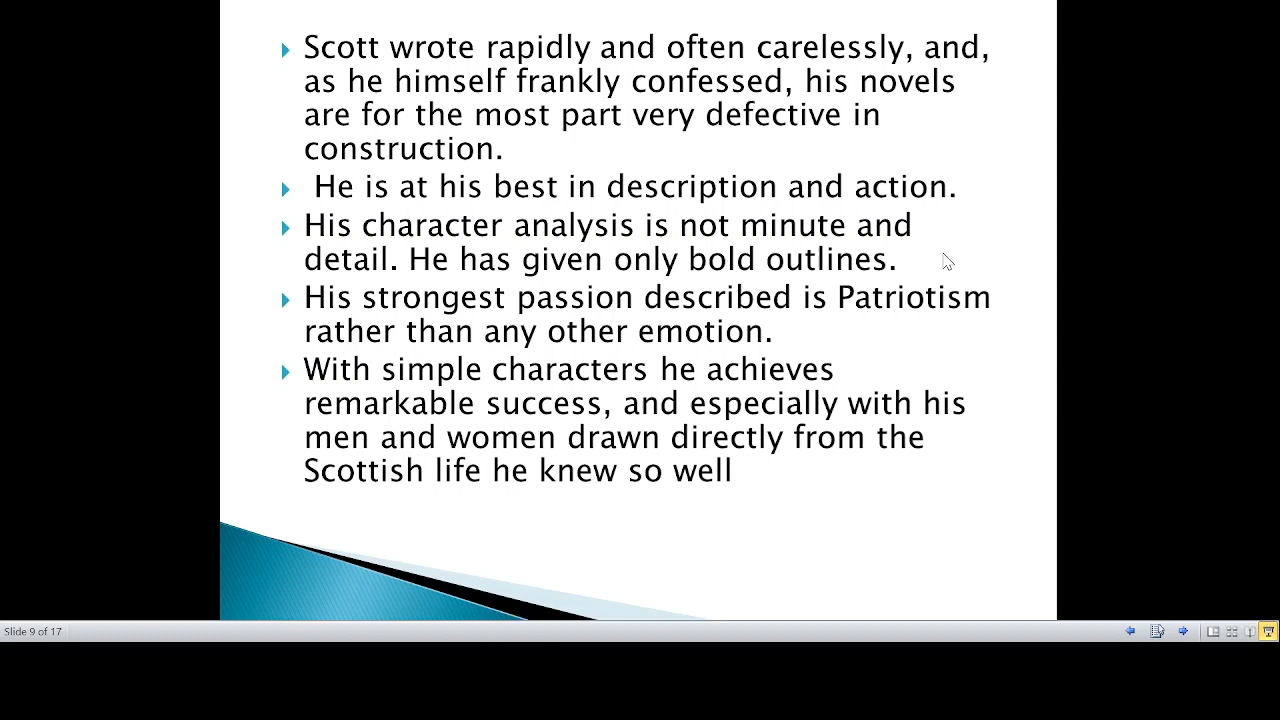 Scott wrote rapidly and often carelessly, and,
as he himself frankly confessed, his novels
are for the most part very defective in
construction.
He is at his best in description and action.
His character analysis is not minute and
detail. He has given only bold outlines.
His strongest passion described is Patriotism
rather than any other emotion.
With simple characters he achieves
remarkable success, and especially with his
men and women drawn directly from the
Scottish life he knew so well
Slide 9 of 17